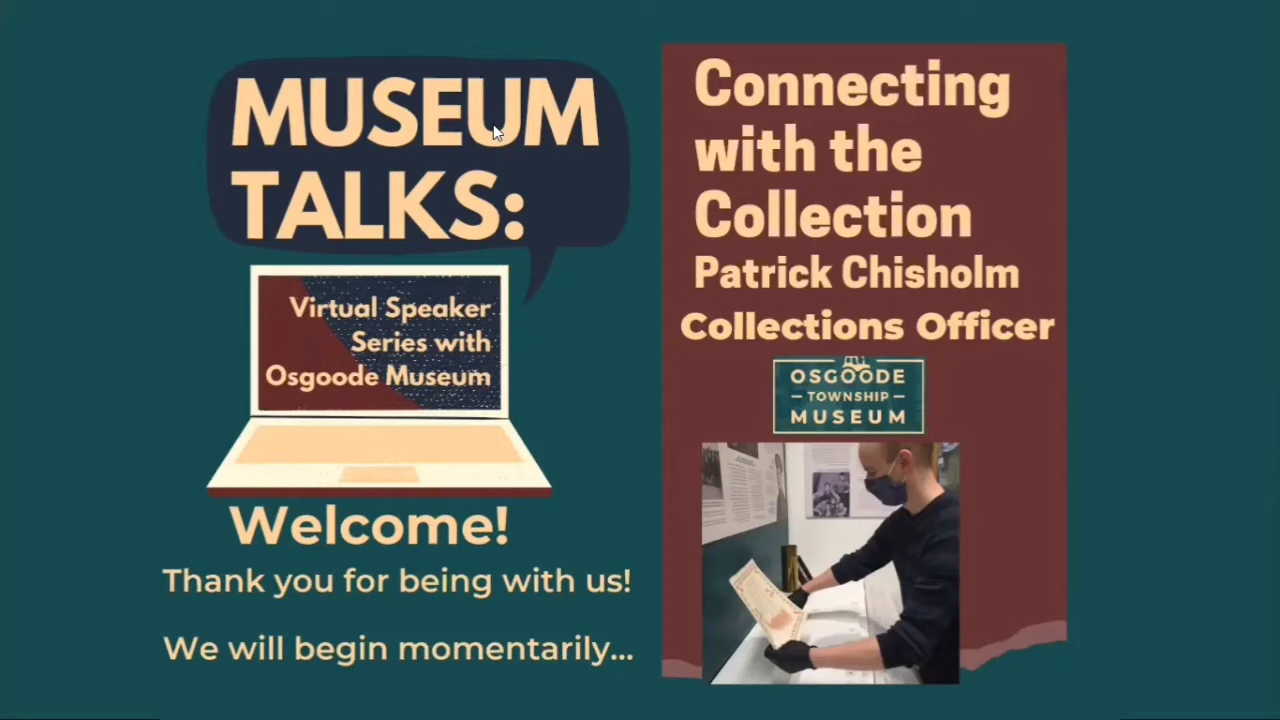 MUSEUM
TALKS:
Virtual Speaker
Series with
Osgoode Museum
Welcome!
Thank you for being with us!
We will begin momentarily...
Connecting
with the
Collection
Patrick Chisholm
Collections Officer
OSGOODE
TOWNSHIP
MUSEUM